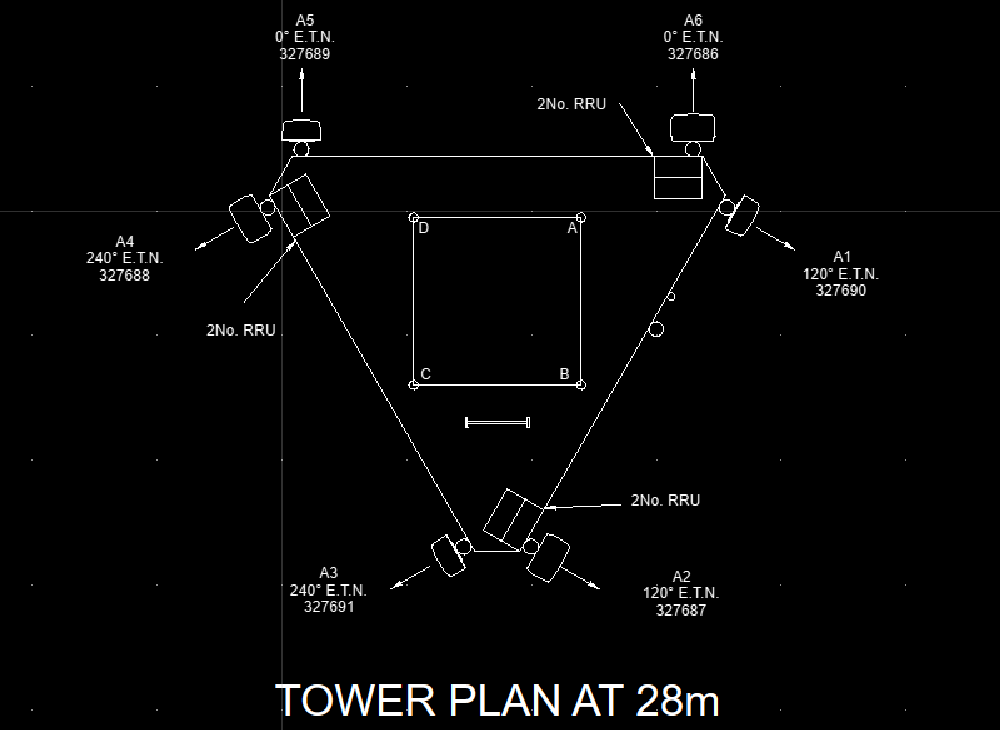 A5
0° E.T.N.
327689
A6
0° E.T.N.
327686
2No. RRU
A4
240° E.T.N.
327688
D
A
A1
120° E.T.N.
327690
2No. RRU
C
B
2No. RRU
A3
240° E.T.N.
327691
A2
120° E.T.N.
327687
TOWER PLAN AT 28m